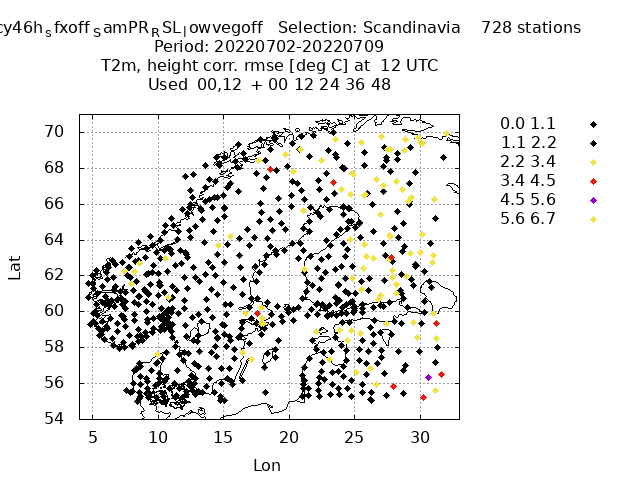 cy46h_sfxoff_SamPR_RSL_lowvegoff Selection: Scandinavia 728 stations
Period: 20220702-20220709
T2m, height corr. rmse [deg C] at 12 UTC
Used 00,12 + 00 12 24 36 48
70
68
66
64
62
60
58
56
54
Lat
5 10 15 20 25 30
Lon
0.0 1.1
1.1 2.2
2.2 3.4
3.4 4.5
4.5 5.6
5.6 6.7